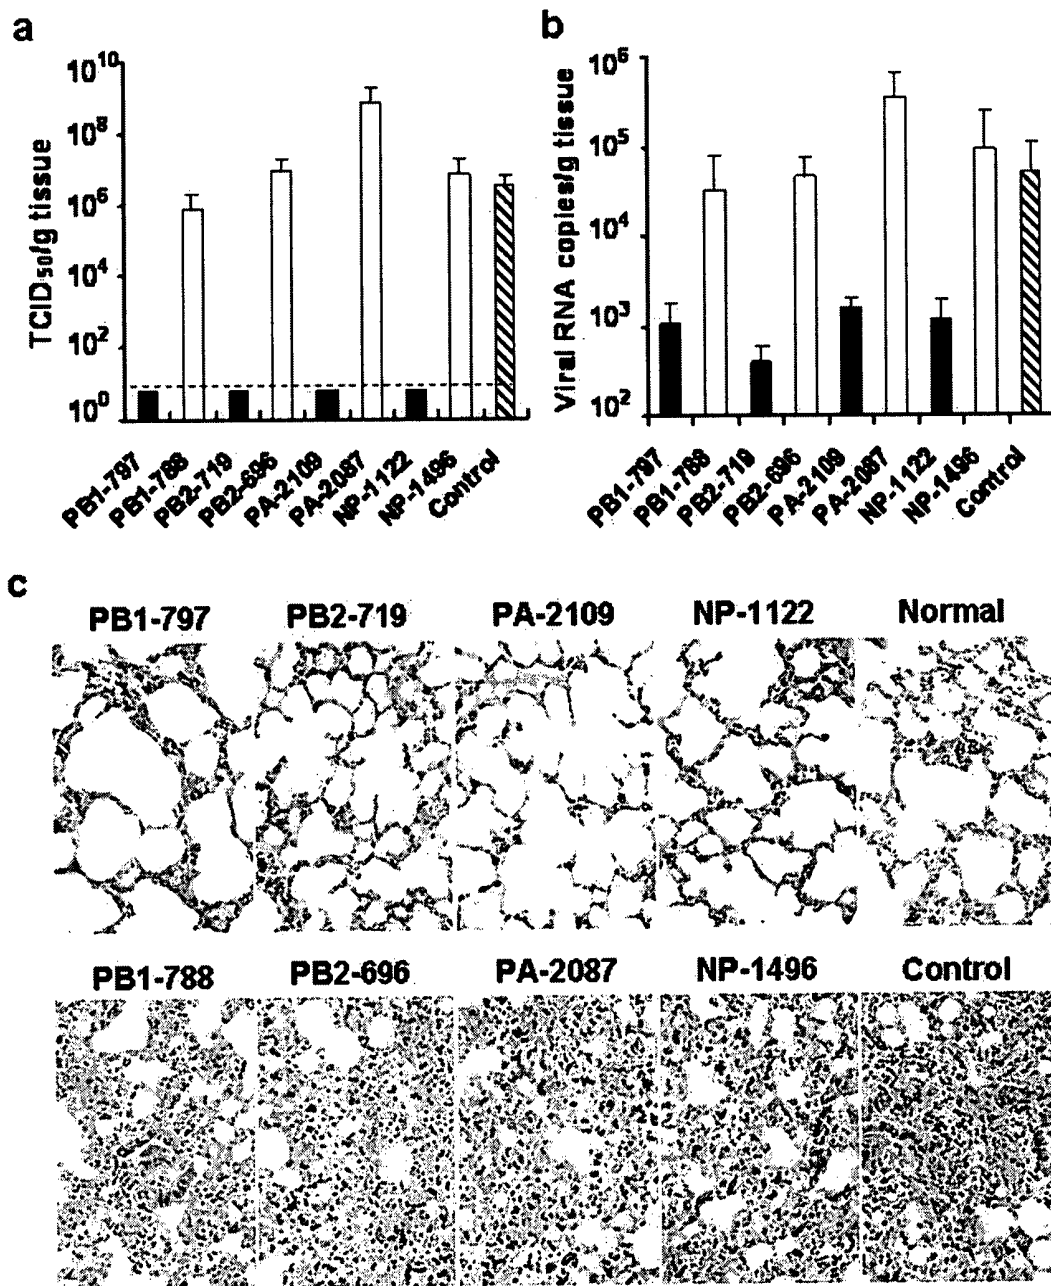 a
b
TCID50/g tissue
10^10
10^8
10^6
10^4
10^2
10^0
PB1-797
PB1-788
PB2-719
PB2-696
PA-2109
PA-2087
NP-1122
NP-1496
Control
Viral RNA copies/g tissue
10^6
10^5
10^4
10^3
10^2
PB1-797
PB1-788
PB2-719
PB2-696
PA-2109
PA-2087
NP-1122
NP-1496
Control
c
PB1-797 PB2-719 PA-2109 NP-1122 Normal
PB1-788 PB2-696 PA-2087 NP-1496 Control